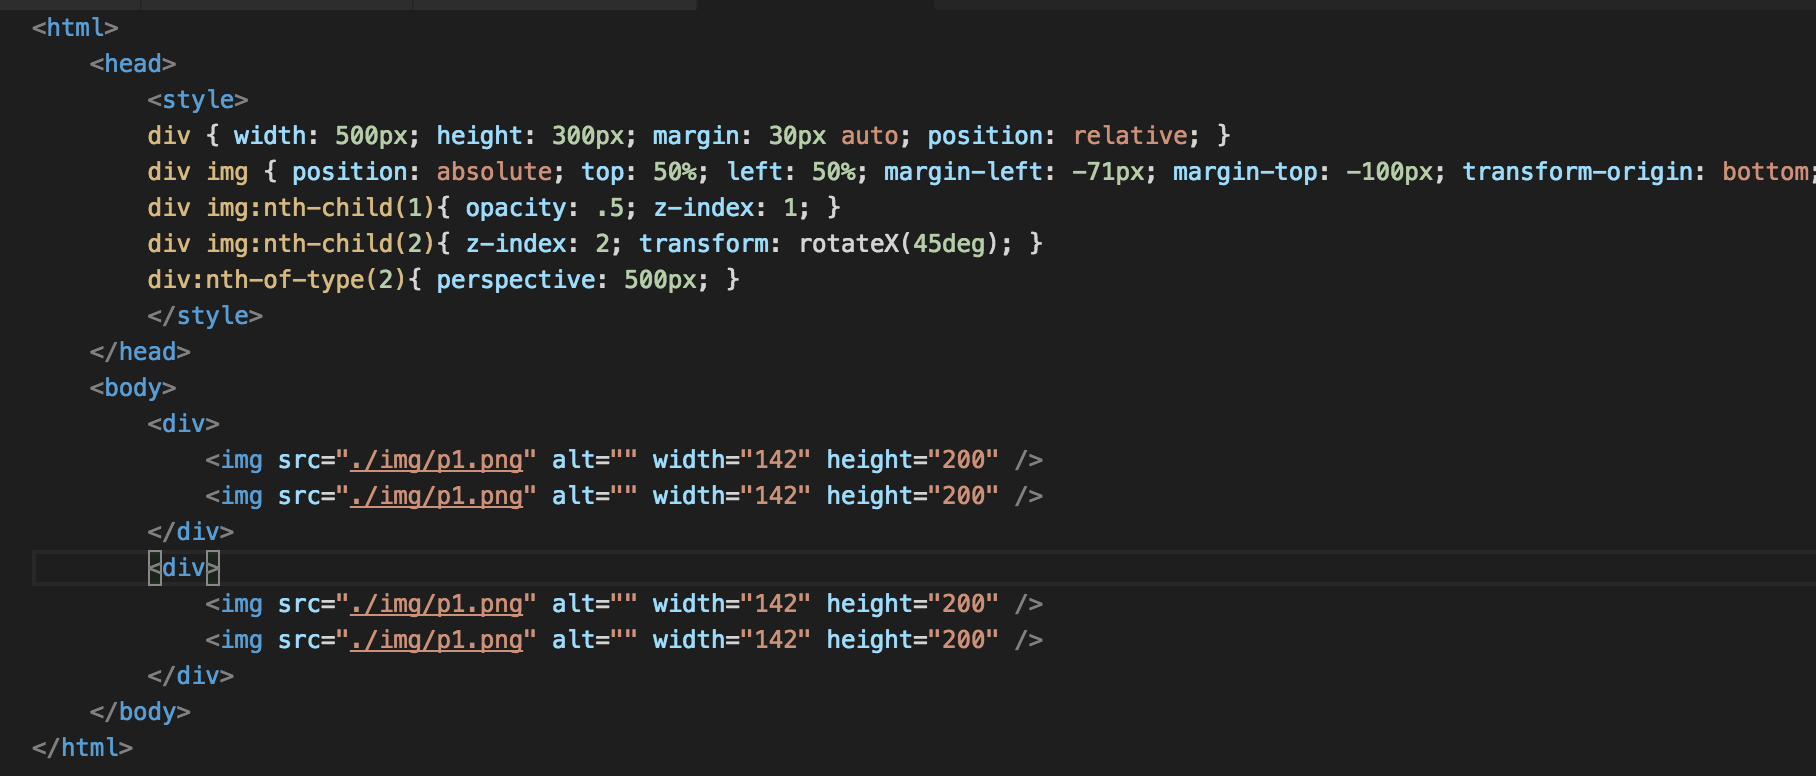 <html>
<head>
<style>
div { width: 500px; height: 300px; margin: 30px auto; position: relative; }
div img { position: absolute; top: 50%; left: 50%; margin-left: -71px; margin-top: -100px; transform-origin: bottom;
div img:nth-child(1){ opacity: .5; z-index: 1; }
div img:nth-child(2){ z-index: 2; transform: rotateX(45deg); }
div:nth-of-type(2){ perspective: 500px; }
</style>
</head>
<body>
<div>
<img src="./img/p1.png" alt="" width="142" height="200" />
<img src="./img/p1.png" alt="" width="142" height="200" />
</div>
<div>
<img src="./img/p1.png" alt="" width="142" height="200" />
<img src="./img/p1.png" alt="" width="142" height="200" />
</div>
</body>
</html>